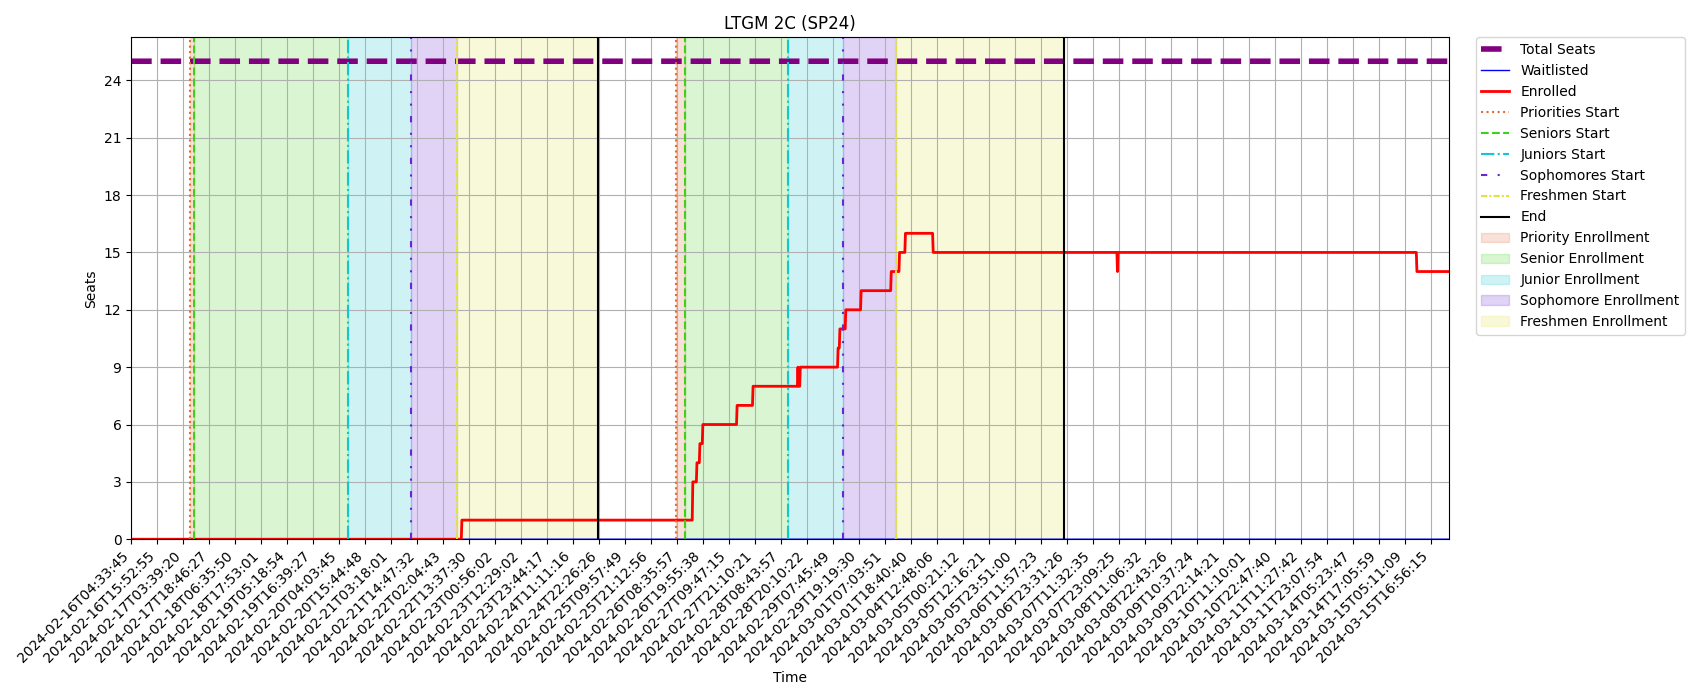 LTGM 2C (SP24)
Total Seats
Waitlisted
Enrolled
Priorities Start
Seniors Start
Juniors Start
Sophomores Start
Freshmen Start
End
Priority Enrollment
Senior Enrollment
Junior Enrollment
Sophomore Enrollment
Freshmen Enrollment
Seats
24
21
18
15
12
9
6
3
0
2024-02-16T04:33:45
2024-02-16T15:52:55
2024-02-17T03:39:20
2024-02-17T18:46:27
2024-02-18T06:35:50
2024-02-18T17:53:01
2024-02-19T05:18:54
2024-02-19T16:39:27
2024-02-20T04:03:45
2024-02-20T15:44:48
2024-02-21T03:18:01
2024-02-21T14:47:32
2024-02-22T02:04:43
2024-02-22T13:37:30
2024-02-23T00:56:02
2024-02-23T12:29:02
2024-02-23T23:44:17
2024-02-24T11:11:16
2024-02-24T22:26:26
2024-02-25T09:57:49
2024-02-25T21:12:56
2024-02-26T08:35:57
2024-02-26T19:55:38
2024-02-27T09:47:15
2024-02-27T21:10:21
2024-02-28T08:43:57
2024-02-28T20:10:22
2024-02-29T07:45:49
2024-02-29T19:19:30
2024-03-01T07:03:51
2024-03-01T18:40:40
2024-03-04T12:48:06
2024-03-05T00:21:12
2024-03-05T12:16:21
2024-03-05T23:51:00
2024-03-06T11:57:23
2024-03-06T23:31:26
2024-03-07T11:32:35
2024-03-07T23:09:25
2024-03-08T11:06:32
2024-03-08T22:43:26
2024-03-09T10:37:24
2024-03-09T22:14:21
2024-03-10T11:10:01
2024-03-10T22:47:40
2024-03-11T11:27:42
2024-03-11T23:07:54
2024-03-14T05:23:47
2024-03-14T17:05:59
2024-03-15T05:11:09
2024-03-15T16:56:15
Time